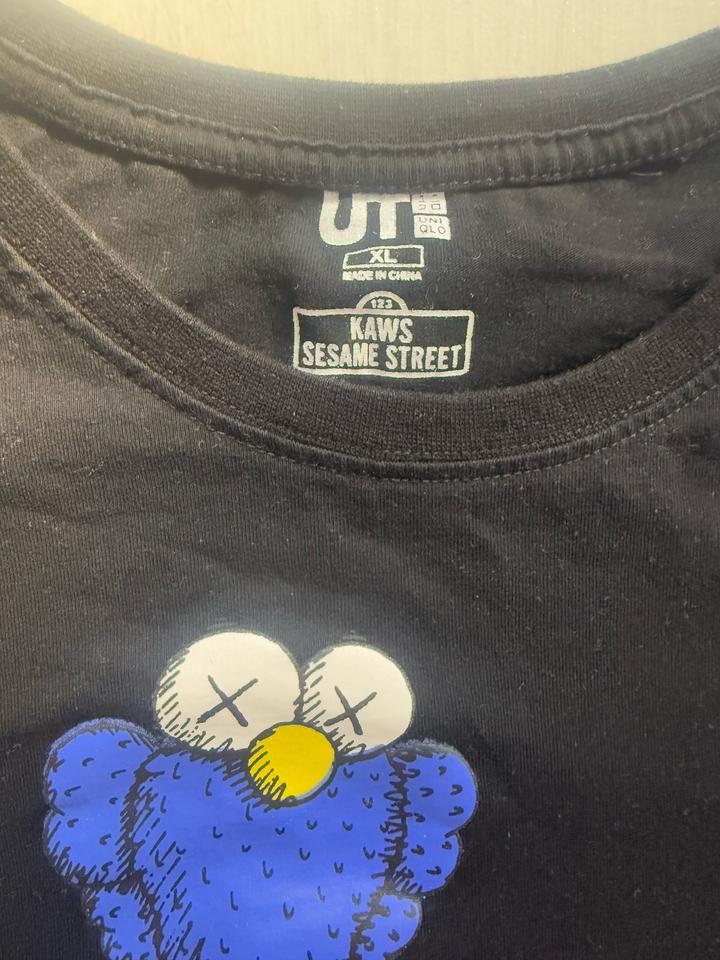 UT
UNI
QLO
XL
MADE IN CHINA
123
KAWS
SESAME STREET